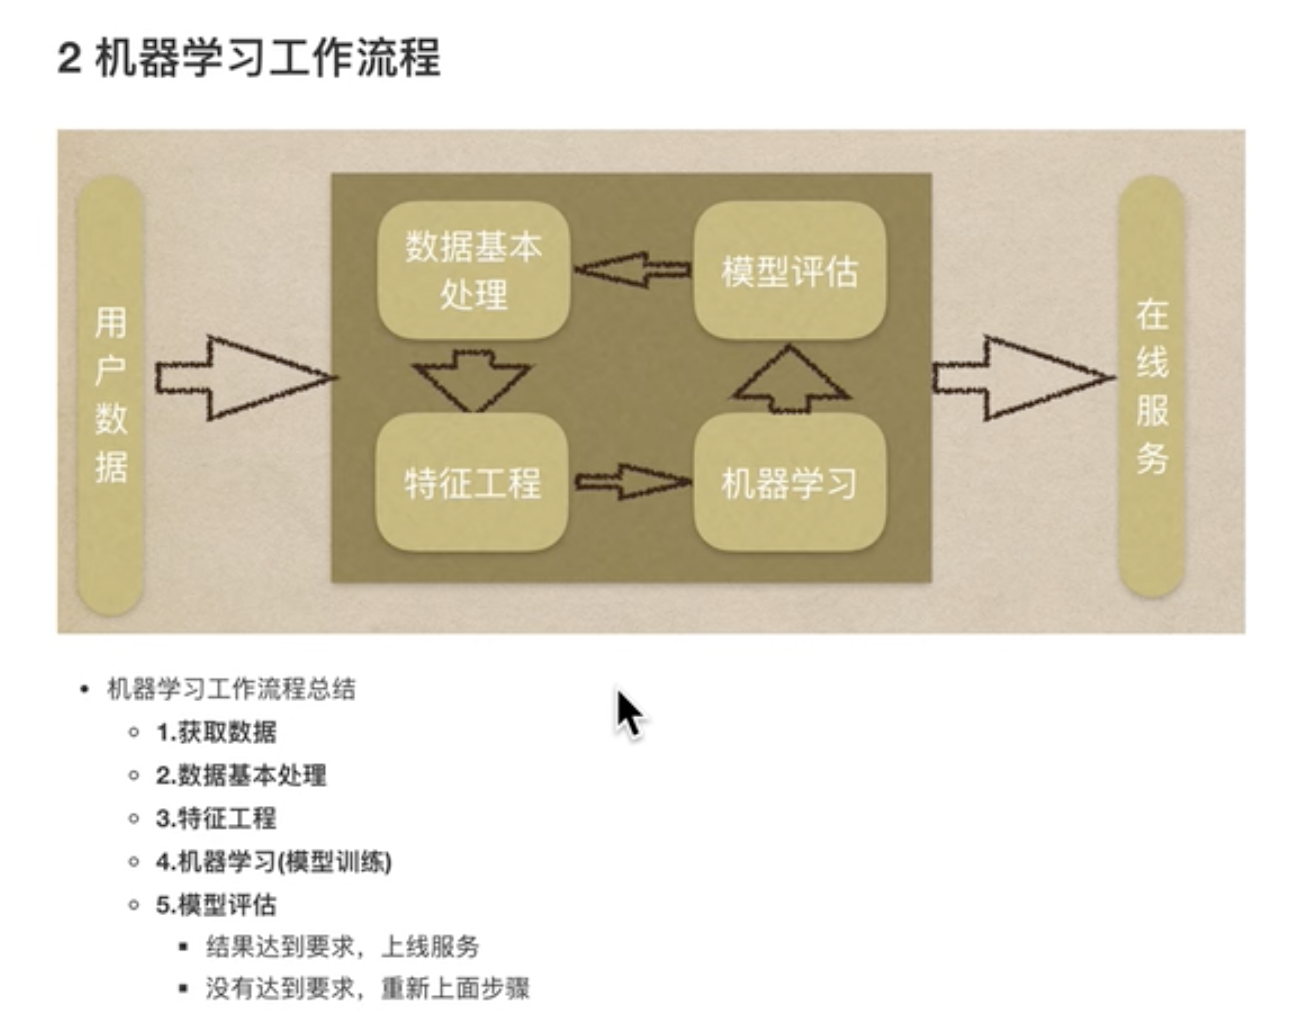 2 机器学习工作流程
用户数据
数据基本
处理
模型评估
特征工程
机器学习
在线服务
• 机器学习工作流程总结
◦ 1.获取数据
◦ 2.数据基本处理
◦ 3.特征工程
◦ 4.机器学习(模型训练)
◦ 5.模型评估
▪ 结果达到要求，上线服务
▪ 没有达到要求，重新上面步骤